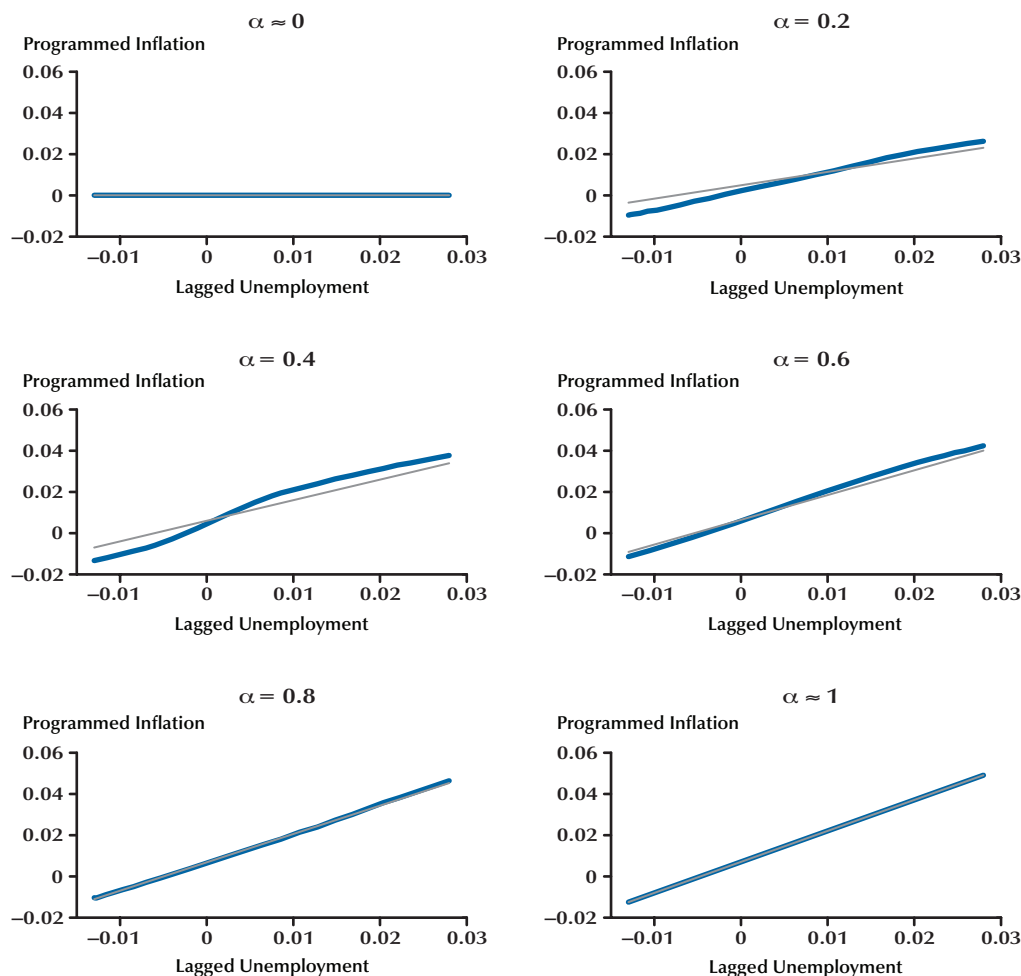 α ≈ 0
Programmed Inflation
0.06
0.04
0.02
0
−0.02
−0.01 0 0.01 0.02 0.03
Lagged Unemployment
α = 0.2
Programmed Inflation
0.06
0.04
0.02
0
−0.02
−0.01 0 0.01 0.02 0.03
Lagged Unemployment
α = 0.4
Programmed Inflation
0.06
0.04
0.02
0
−0.02
−0.01 0 0.01 0.02 0.03
Lagged Unemployment
α = 0.6
Programmed Inflation
0.06
0.04
0.02
0
−0.02
−0.01 0 0.01 0.02 0.03
Lagged Unemployment
α = 0.8
Programmed Inflation
0.06
0.04
0.02
0
−0.02
−0.01 0 0.01 0.02 0.03
Lagged Unemployment
α ≈ 1
Programmed Inflation
0.06
0.04
0.02
0
−0.02
−0.01 0 0.01 0.02 0.03
Lagged Unemployment